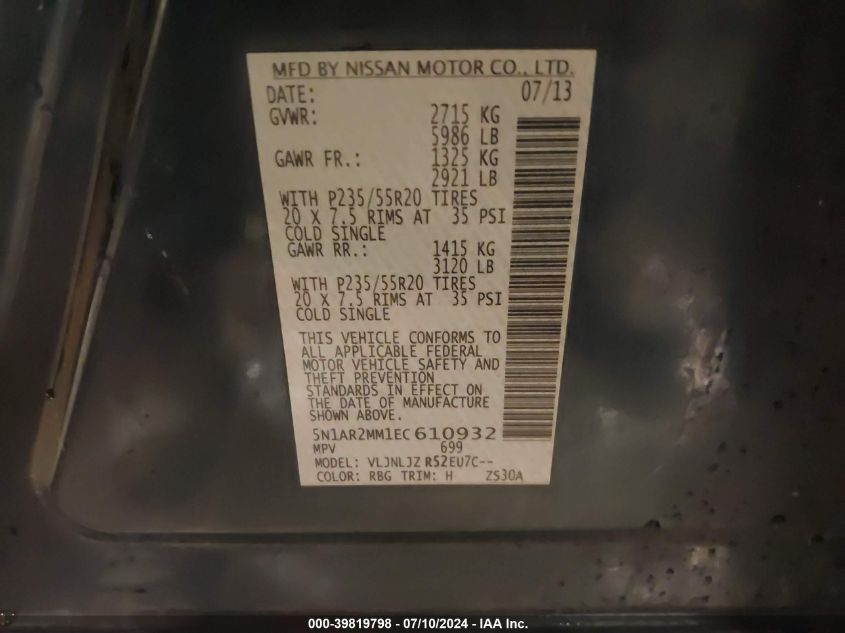 MFD BY NISSAN MOTOR CO., LTD.
DATE: 07/13
GVWR: 2715 KG
5986 LB
GAWR FR.: 1325 KG
2921 LB
WITH P235/55R20 TIRES
20 X 7.5 RIMS AT 35 PSI
COLD SINGLE
GAWR RR.: 1415 KG
3120 LB
WITH P235/55R20 TIRES
20 X 7.5 RIMS AT 35 PSI
COLD SINGLE
THIS VEHICLE CONFORMS TO
ALL APPLICABLE FEDERAL
MOTOR VEHICLE SAFETY AND
THEFT PREVENTION
STANDARDS IN EFFECT ON
THE DATE OF MANUFACTURE
SHOWN ABOVE.
5N1AR2MM1EC610932
MPV 699
MODEL: VLJNLJZ R52EU7C--
COLOR: RBG TRIM: H ZS30A
000-39819798 - 07/10/2024 - IAA Inc.